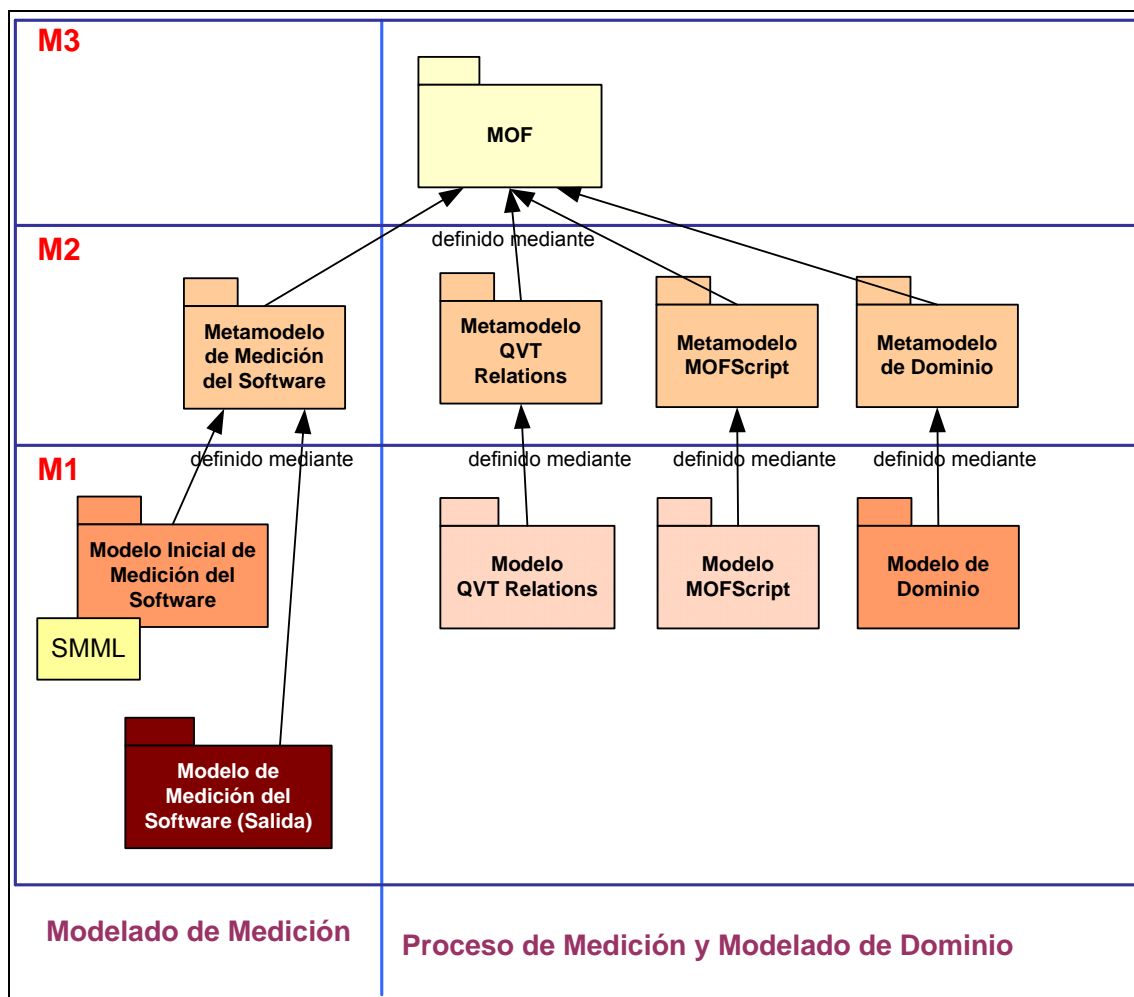 M3
MOF
definido mediante
M2
Metamodelo
de Medición
del Software
Metamodelo
QVT
Relations
Metamodelo
MOFScript
Metamodelo
de Dominio
definido mediante
definido mediante
definido mediante
definido mediante
M1
Modelo Inicial de
Medición del
Software
SMML
Modelo
QVT Relations
Modelo
MOFScript
Modelo de
Dominio
Modelo de
Medición del
Software (Salida)
Modelado de Medición
Proceso de Medición y Modelado de Dominio